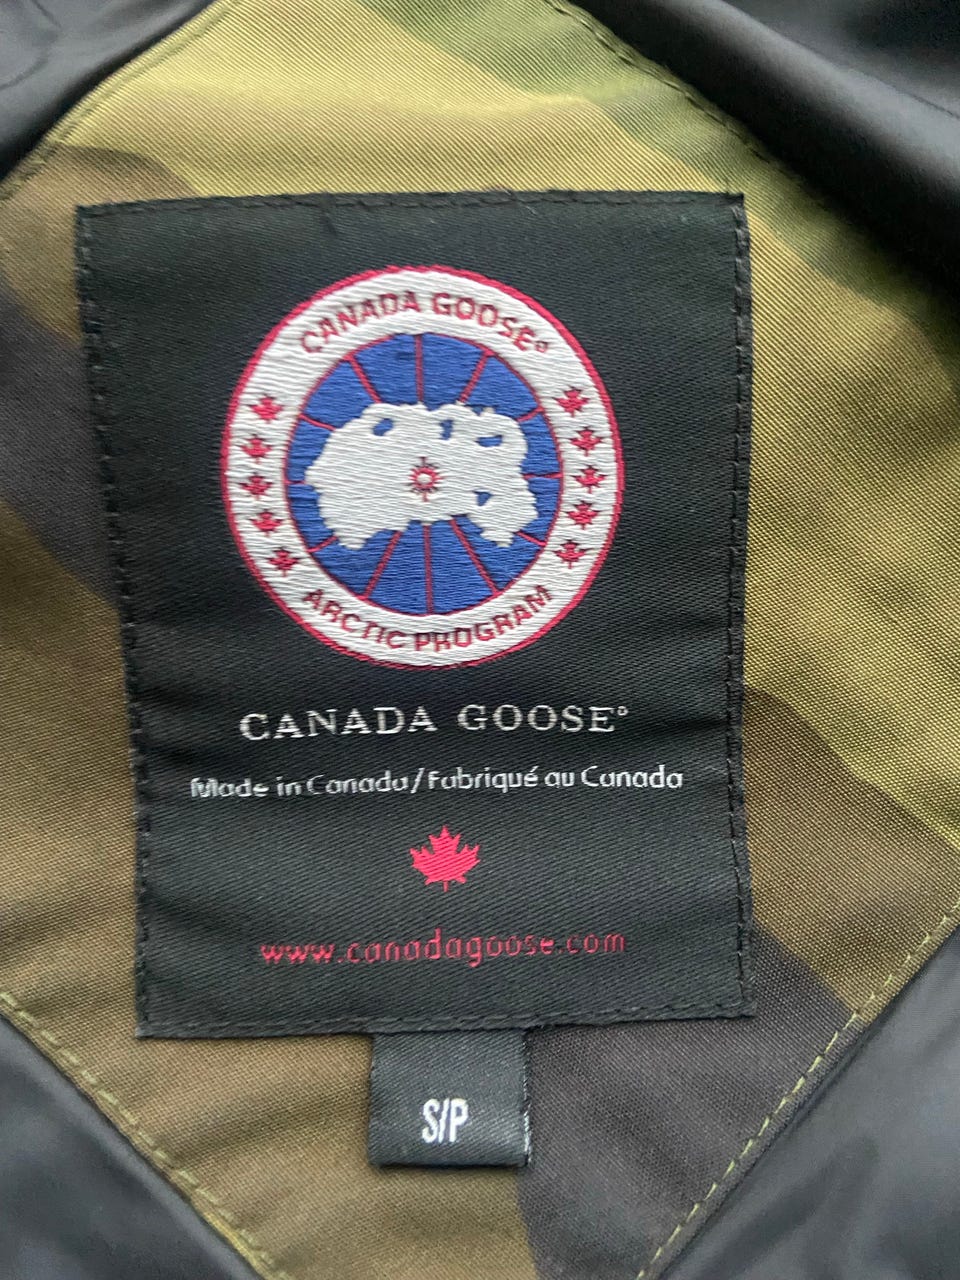 CANADA GOOSE®
ARCTIC PROGRAM
CANADA GOOSE®
Made in Canada/Fabriqué au Canada
www.canadagoose.com
S/P